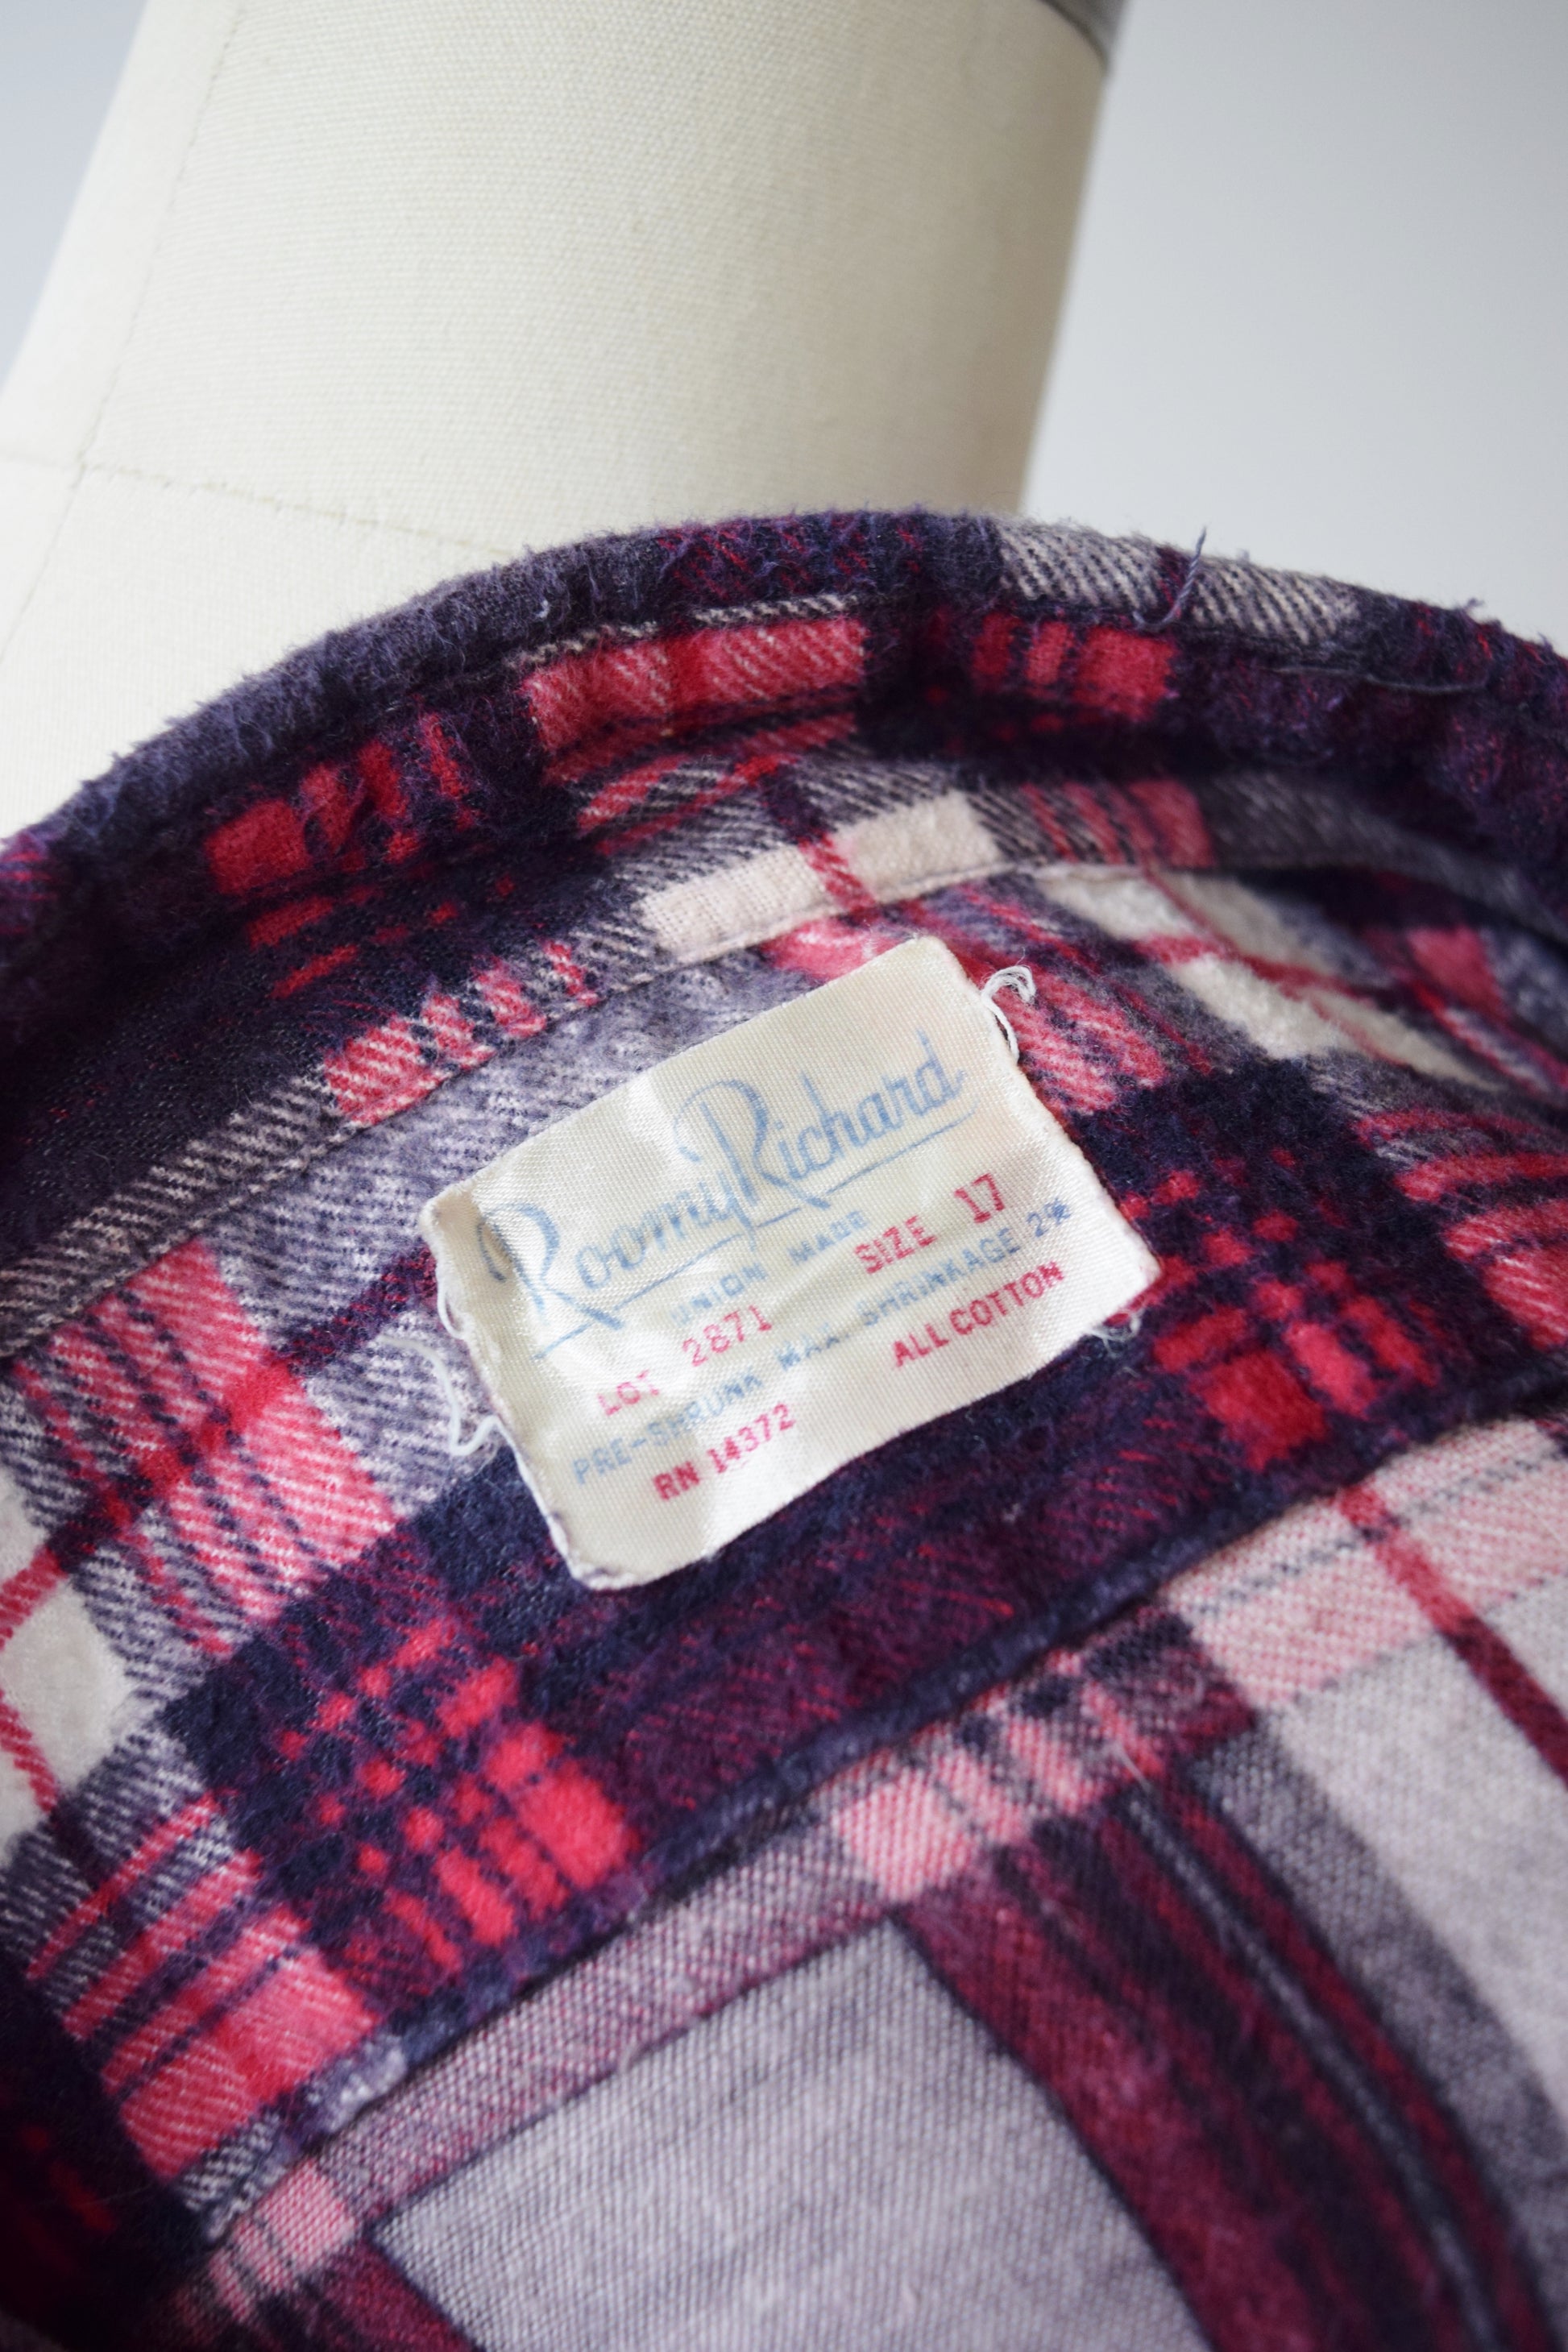 Roomy Richard
UNION MADE
LOT 2871 SIZE 17
PRE-SHRUNK MAX. SHRINKAGE 2%
RN 14372 ALL COTTON